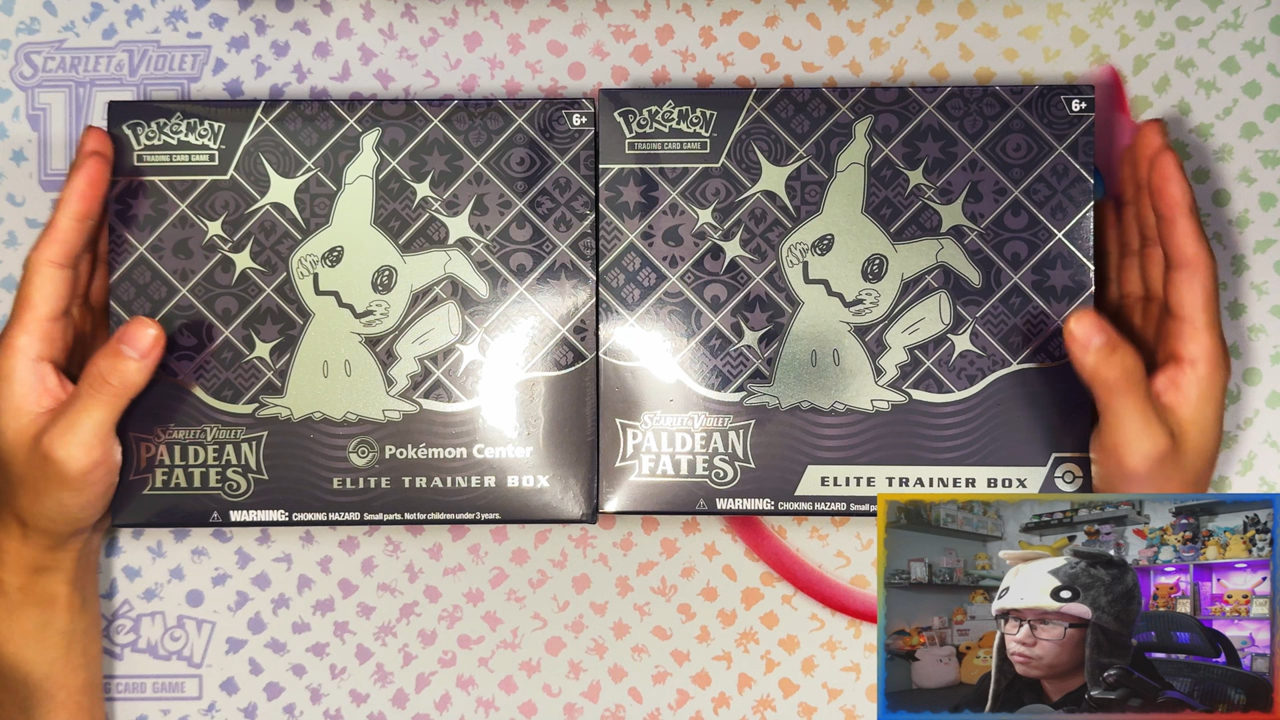 SCARLET & VIOLET
Pokémon
TRADING CARD GAME
6+
SCARLET & VIOLET
PALDEAN
FATES
Pokémon Center
ELITE TRAINER BOX
WARNING: CHOKING HAZARD Small parts. Not for children under 3 years.
Pokémon
TRADING CARD GAME
6+
SCARLET & VIOLET
PALDEAN
FATES
ELITE TRAINER BOX
WARNING: CHOKING HAZARD Small
CARD GAME